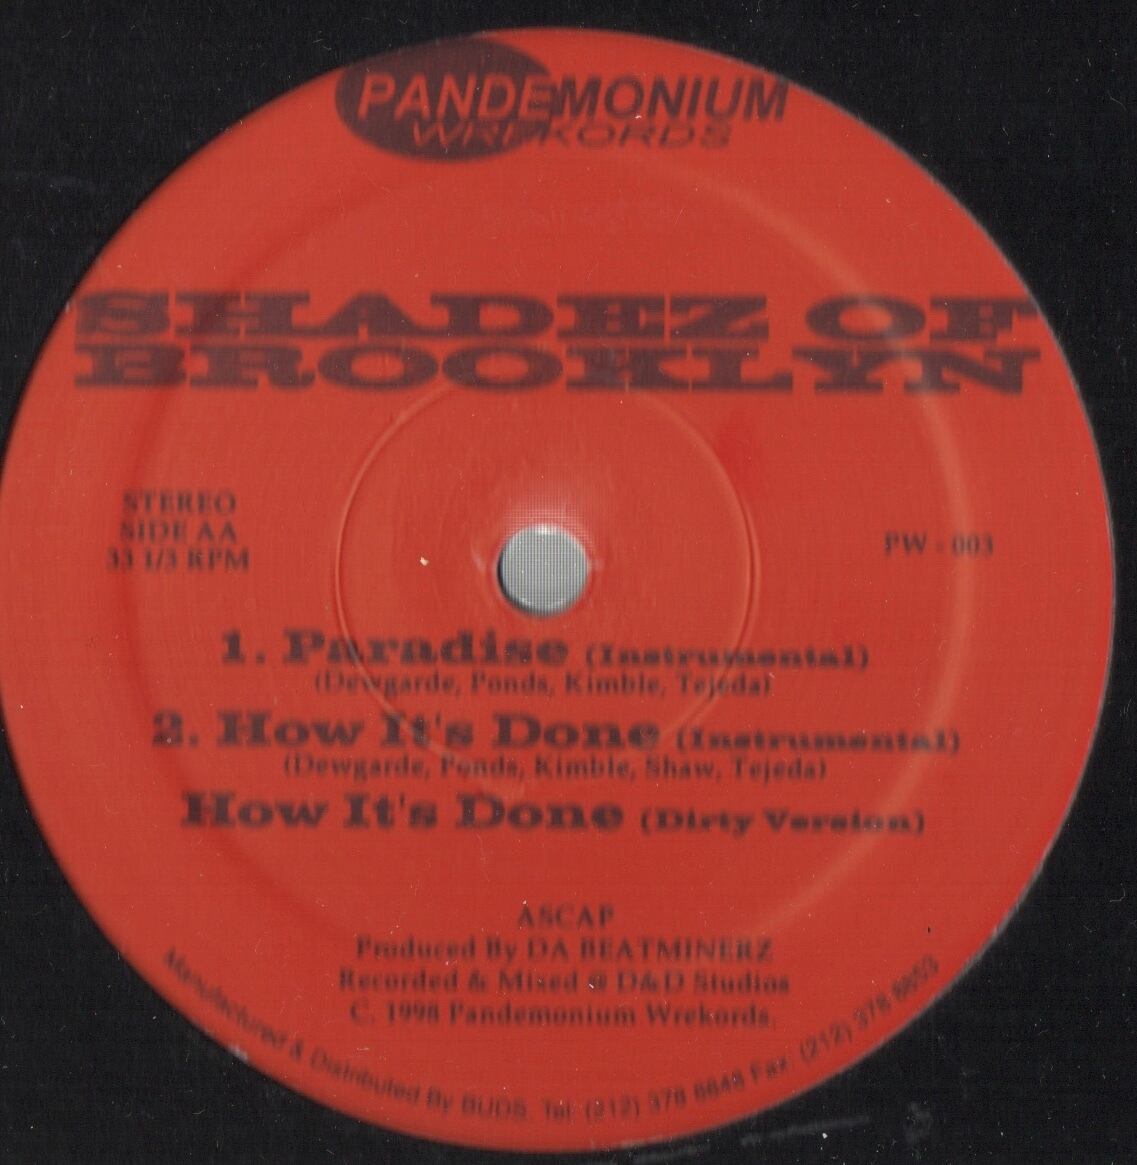 PANDEMONIUM
WREKORDS
SHADEZ OF
BROOKLYN
STEREO
SIDE AA
33 1/3 RPM
PW - 003
1. Paradise (Instrumental)
(Dewgarde, Ponds, Kimble, Tejeda)
2. How It's Done (Instrumental)
(Dewgarde, Ponds, Kimble, Shaw, Tejeda)
How It's Done (Dirty Version)
ASCAP
Produced By DA BEATMINERZ
Recorded & Mixed @ D&D Studios
C. 1998 Pandemonium Wrekords.
Manufactured & Distributed By BUDS. Tel: (212) 378 Fax: (212) 378